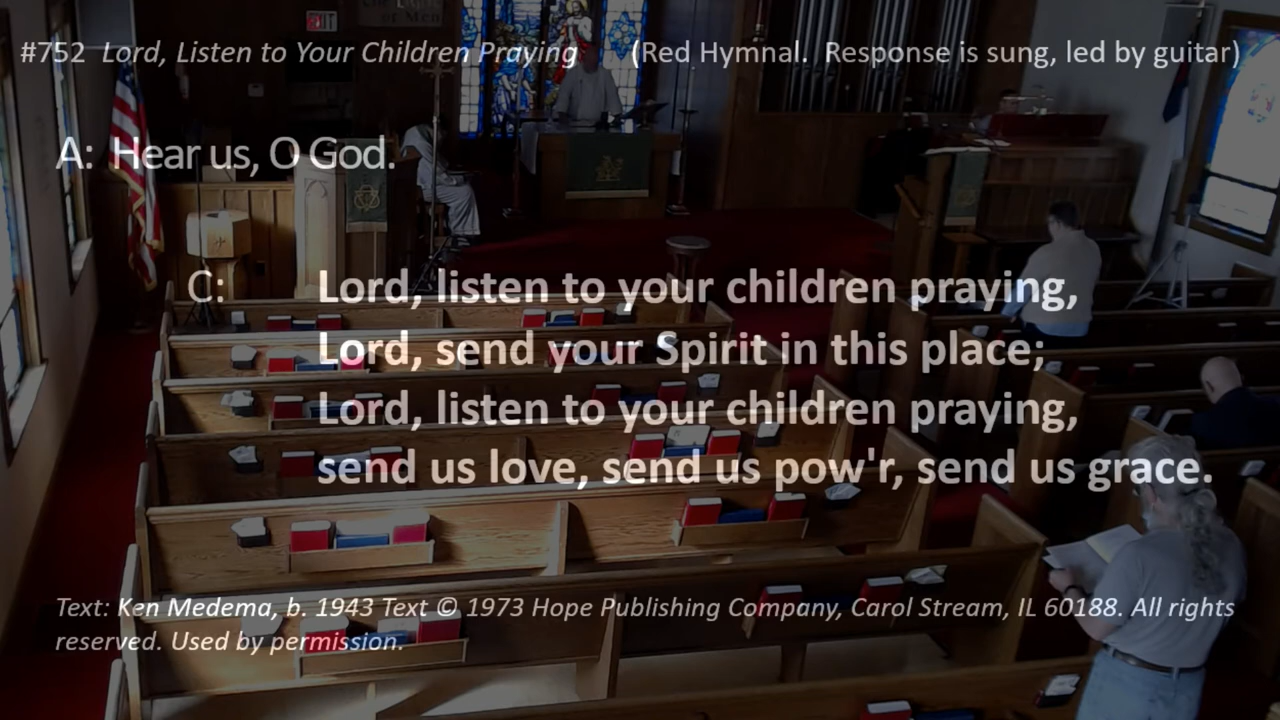 #752 Lord, Listen to Your Children Praying (Red Hymnal. Response is sung, led by guitar)
A: Hear us, O God.
C: Lord, listen to your children praying,
Lord, send your Spirit in this place;
Lord, listen to your children praying,
send us love, send us pow'r, send us grace.
Text: Ken Medema, b. 1943 Text © 1973 Hope Publishing Company, Carol Stream, IL 60188. All rights
reserved. Used by permission.
EXIT
of Men